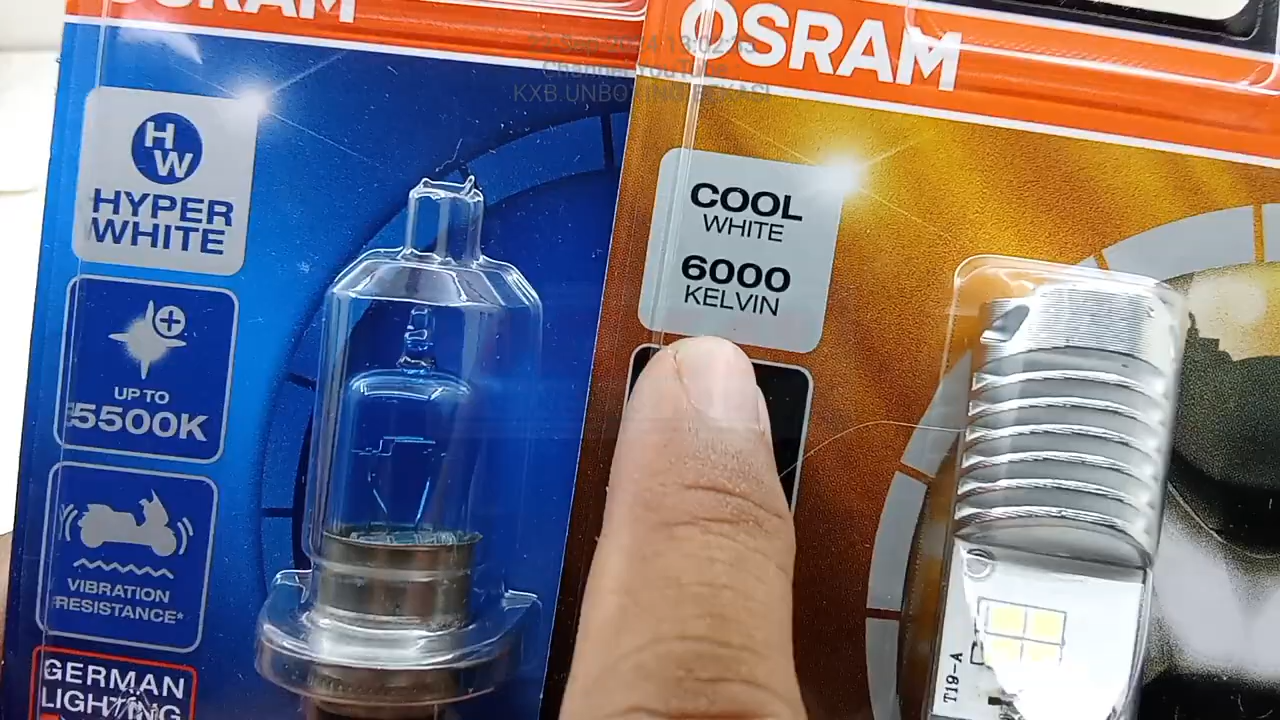 OSRAM
HW
HYPER
WHITE
UP TO
5500K
VIBRATION
RESISTANCE*
GERMAN
LIGHTING
OSRAM
COOL
WHITE
6000
KELVIN
T19-A